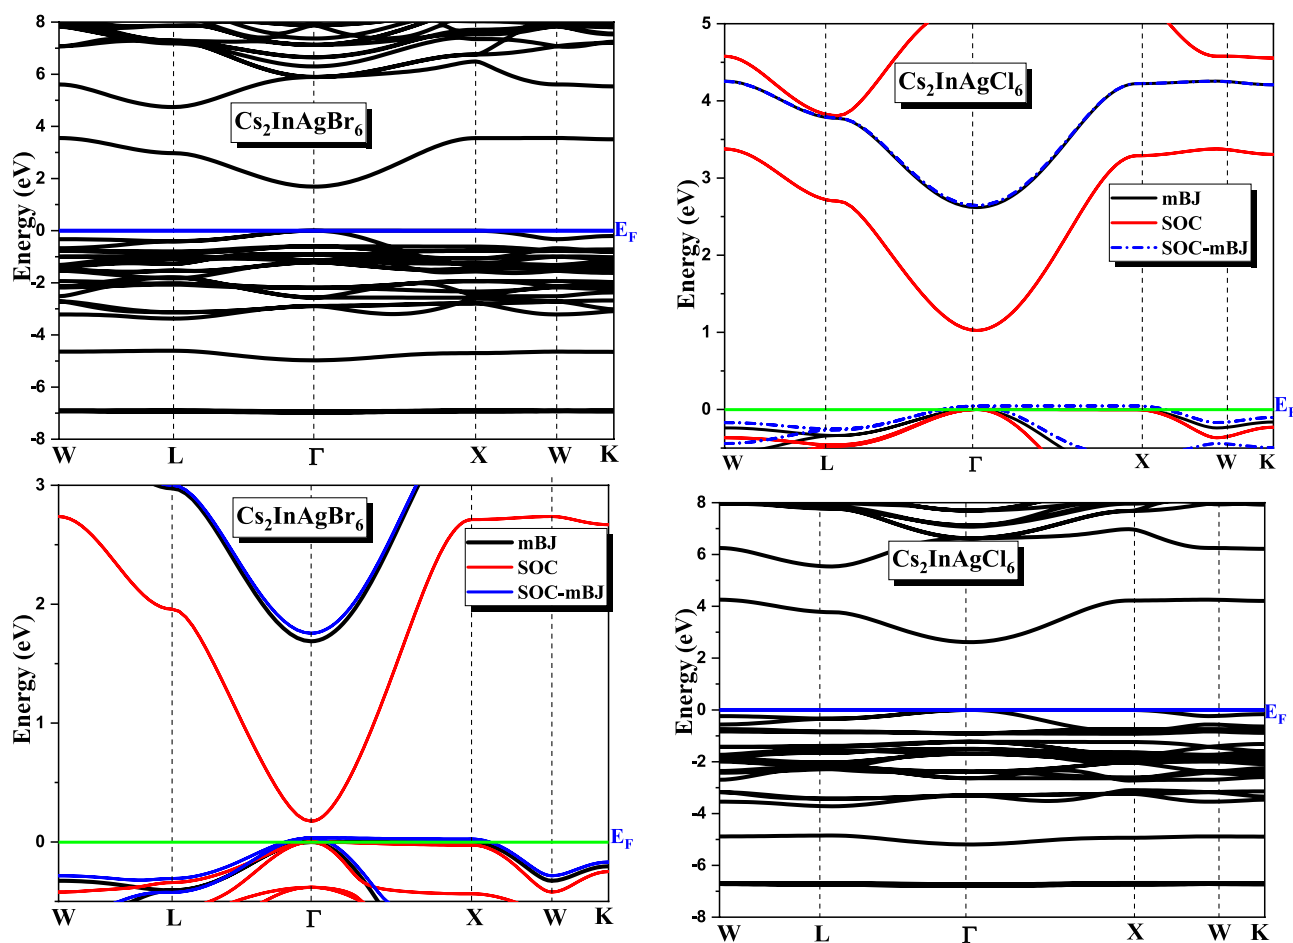 8
6
4
2
0
-2
-4
-6
-8
Energy (eV)
Cs2InAgBr6
EF
W L Γ X W K
5
4
3
2
1
0
Energy (eV)
Cs2InAgCl6
mBJ
SOC
SOC-mBJ
EF
W L Γ X W K
3
2
1
0
Energy (eV)
Cs2InAgBr6
mBJ
SOC
SOC-mBJ
EF
W L Γ X W K
8
6
4
2
0
-2
-4
-6
-8
Energy (eV)
Cs2InAgCl6
EF
W L Γ X W K